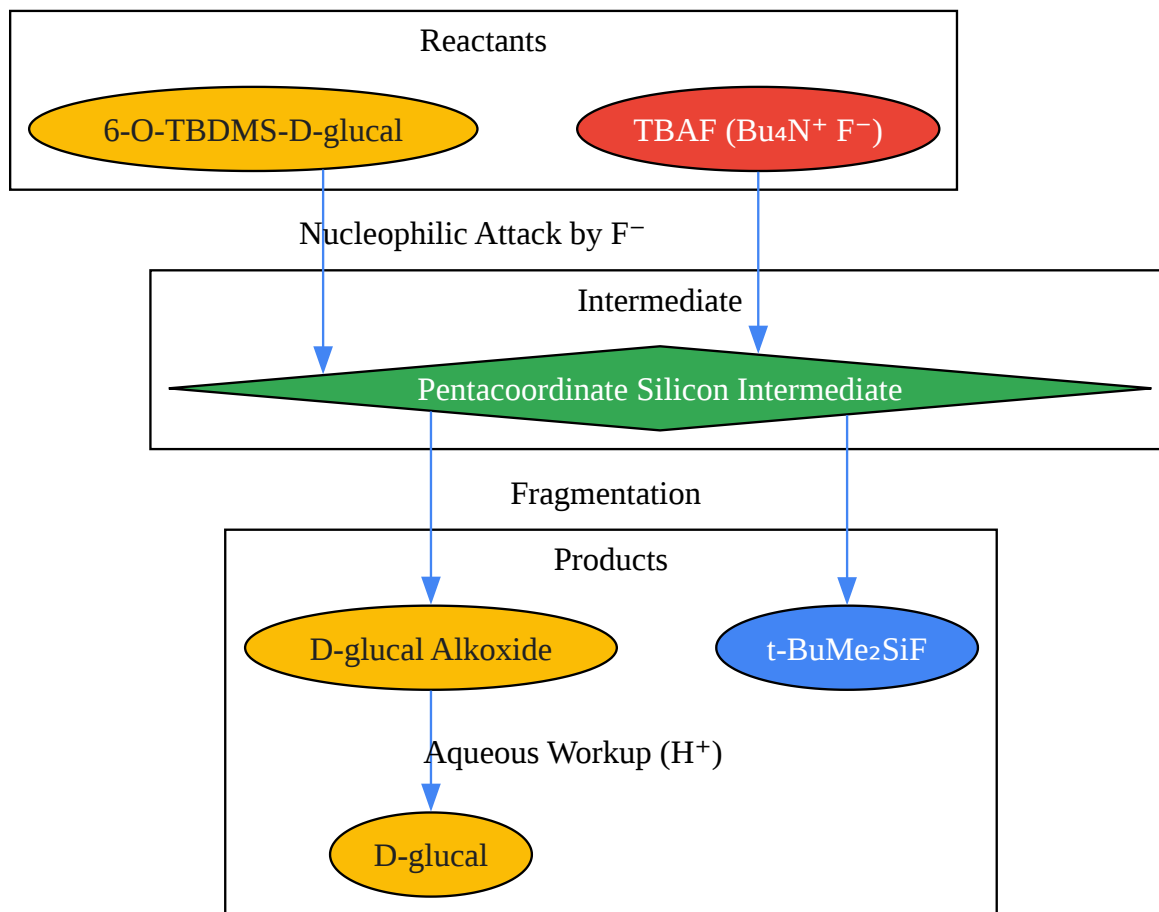 Reactants
6-O-TBDMS-D-glucal
TBAF (Bu₄N⁺ F⁻)
Nucleophilic Attack by F⁻
Intermediate
Pentacoordinate Silicon Intermediate
Fragmentation
Products
D-glucal Alkoxide
t-BuMe₂SiF
Aqueous Workup (H⁺)
D-glucal